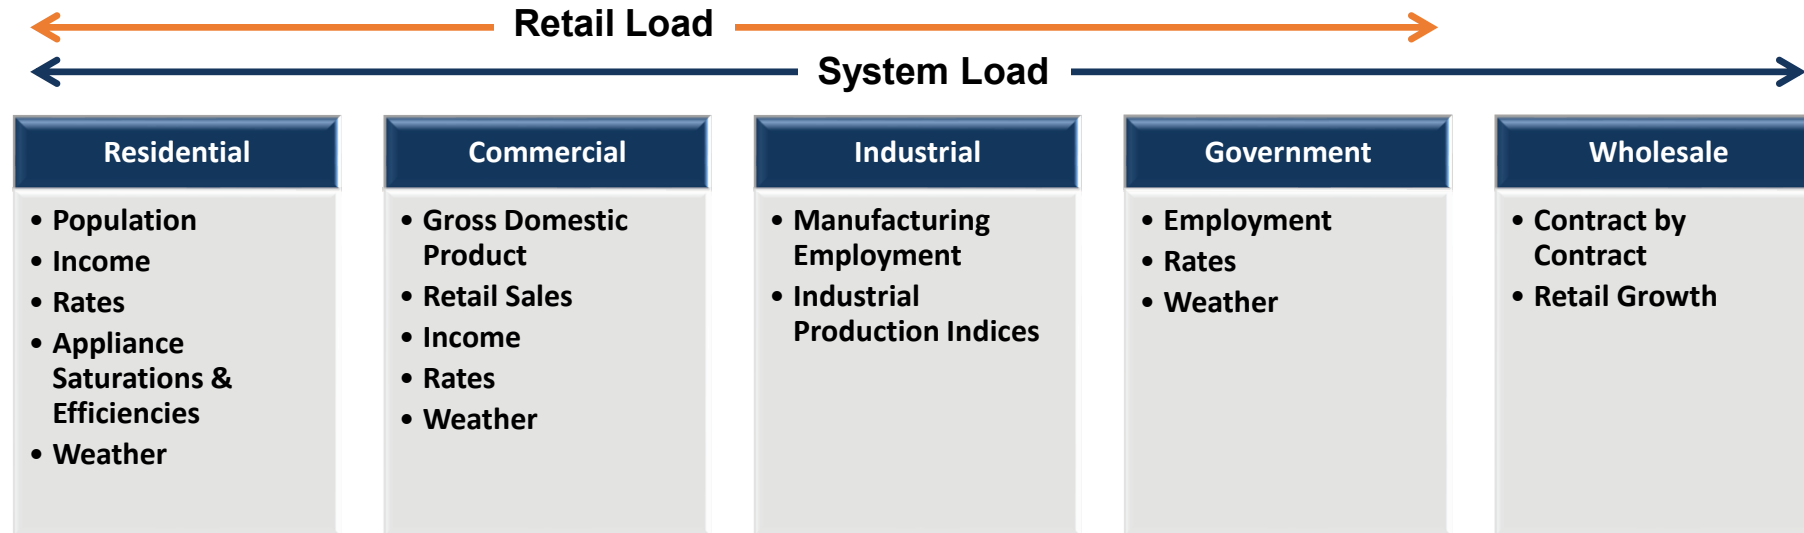 Retail Load
System Load
Residential
• Population
• Income
• Rates
• Appliance
Saturations &
Efficiencies
• Weather
Commercial
• Gross Domestic
Product
• Retail Sales
• Income
• Rates
• Weather
Industrial
• Manufacturing
Employment
• Industrial
Production Indices
Government
• Employment
• Rates
• Weather
Wholesale
• Contract by
Contract
• Retail Growth